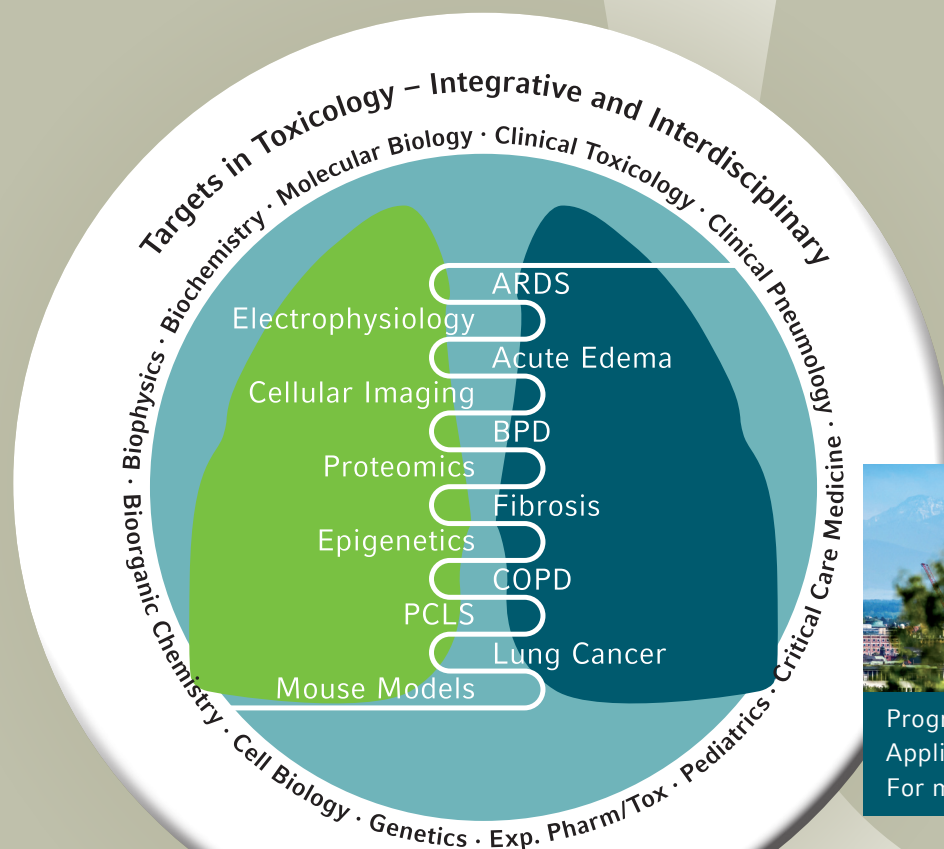 Targets in Toxicology – Integrative and Interdisciplinary
Bioorganic Chemistry · Biophysics · Biochemistry · Molecular Biology · Clinical Toxicology · Clinical Pneumology ·
Critical Care Medicine
Pediatrics ·
Cell Biology · Genetics · Exp. Pharm/Tox ·
ARDS
Electrophysiology
Acute Edema
Cellular Imaging
BPD
Proteomics
Fibrosis
Epigenetics
COPD
PCLS
Lung Cancer
Mouse Models
For